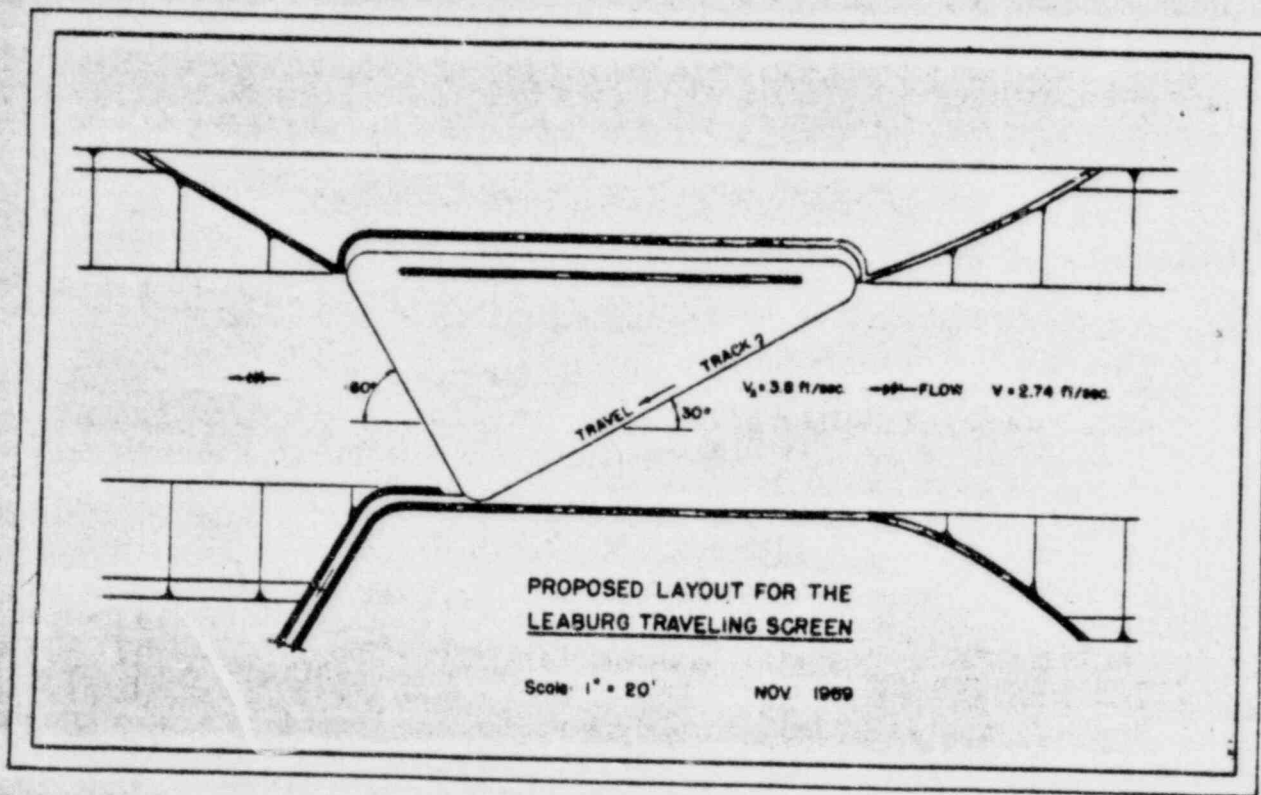 60°
TRAVEL
TRACK ?
30°
Vs = 3.8 ft/sec.
FLOW
V = 2.74 ft/sec.
PROPOSED LAYOUT FOR THE
LEABURG TRAVELING SCREEN
Scale 1" = 20'
NOV 1969